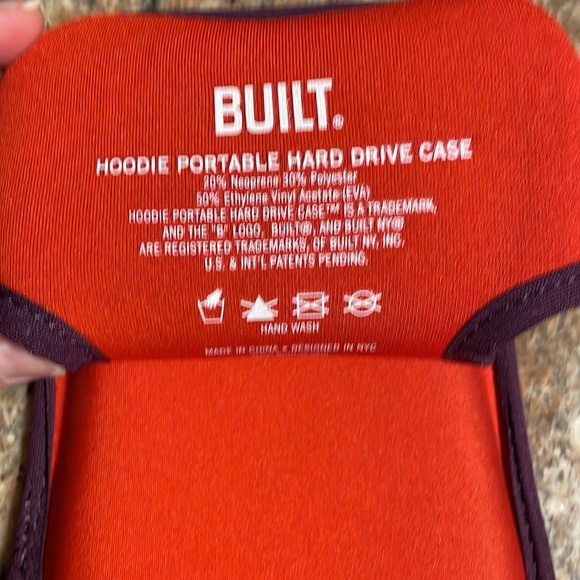 BUILT®
HOODIE PORTABLE HARD DRIVE CASE
20% Neoprene 30% Polyester
50% Ethylene Vinyl Acetate (EVA)
HOODIE PORTABLE HARD DRIVE CASE™ IS A TRADEMARK,
AND THE "B" LOGO, BUILT®, AND BUILT NY®
ARE REGISTERED TRADEMARKS, OF BUILT NY, INC.
U.S. & INT'L PATENTS PENDING.
HAND WASH
MADE IN CHINA & DESIGNED IN NYC